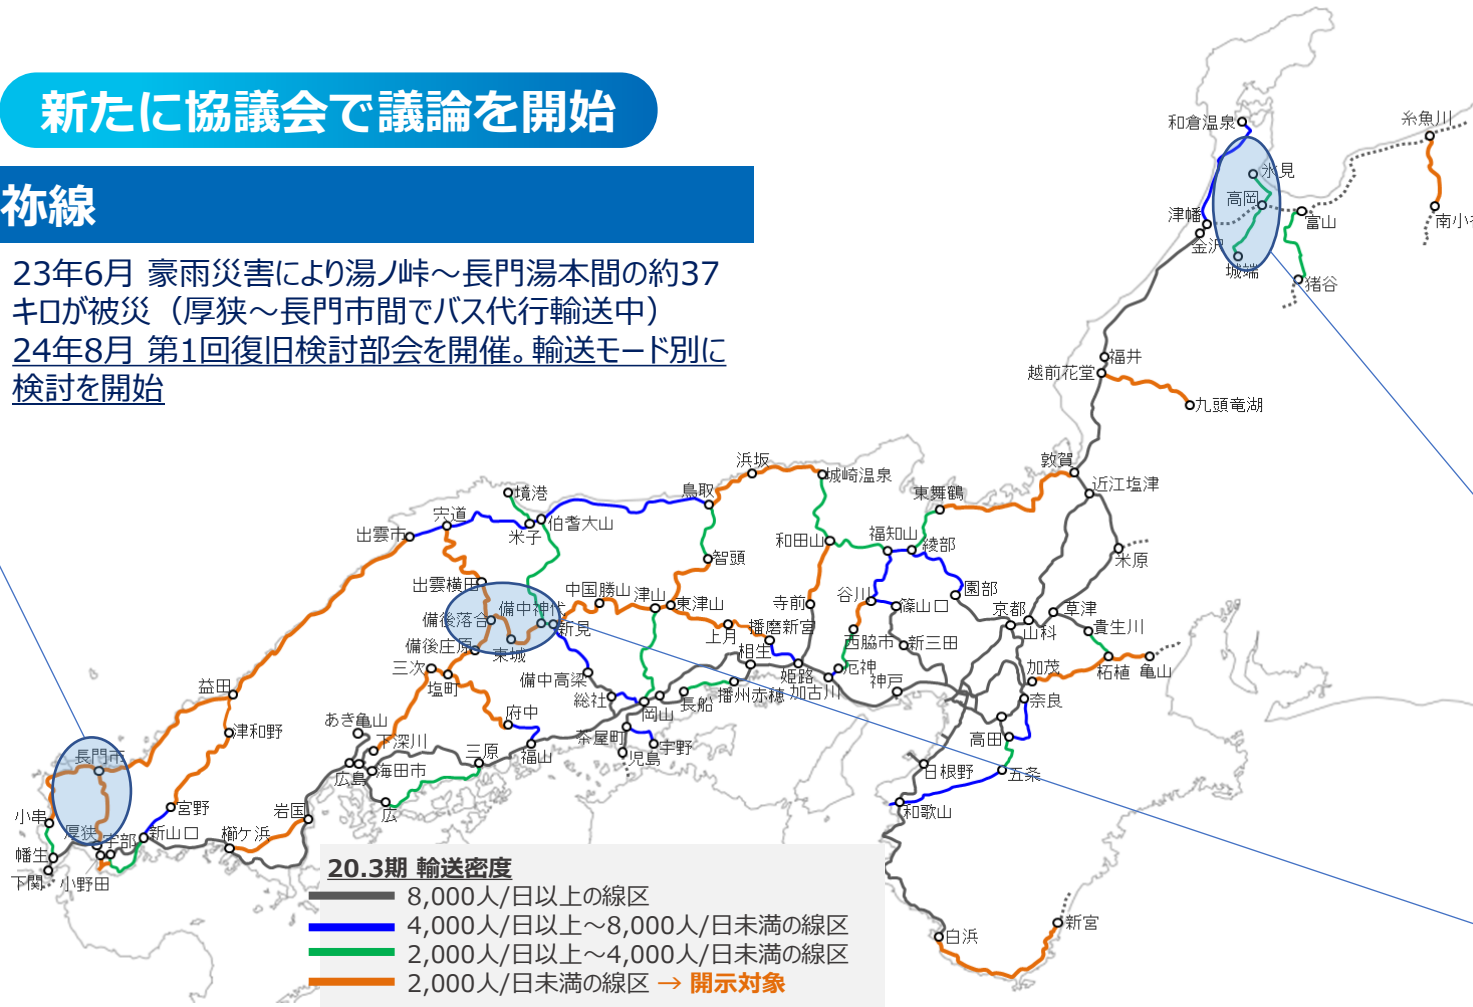 新たに協議会で議論を開始
祢線
23年6月 豪雨災害により湯ノ峠～長門湯本間の約37
キロが被災（厚狭～長門市間でバス代行輸送中）
24年8月 第1回復旧検討部会を開催。輸送モード別に
検討を開始
和倉温泉
糸魚川
氷見
高岡
津幡
金沢
富山
城端
猪谷
南小谷
福井
越前花堂
九頭竜湖
敦賀
近江塩津
米原
浜坂
城崎温泉
鳥取
東舞鶴
境港
宍道
出雲市
米子
伯耆大山
智頭
和田山
福知山
綾部
出雲横田
中国勝山
津山
東津山
寺前
谷川
篠山口
園部
京都
山科
草津
貴生川
備後落合
備中神代
新見
上月
播磨新宮
西脇市
新三田
備後庄原
東城
三次
塩町
備中高梁
相生
姫路
加古川
厄神
神戸
加茂
柘植
亀山
奈良
総社
岡山
長船
播州赤穂
益田
津和野
あき亀山
下深川
府中
三原
福山
茶屋町
児島
宇野
高田
五条
日根野
和歌山
長門市
広島
海田市
広
小串
厚狭
宇部
宮野
新山口
櫛ケ浜
岩国
幡生
下関
小野田
白浜
新宮
20.3期 輸送密度
8,000人/日以上の線区
4,000人/日以上～8,000人/日未満の線区
2,000人/日以上～4,000人/日未満の線区
2,000人/日未満の線区 → 開示対象